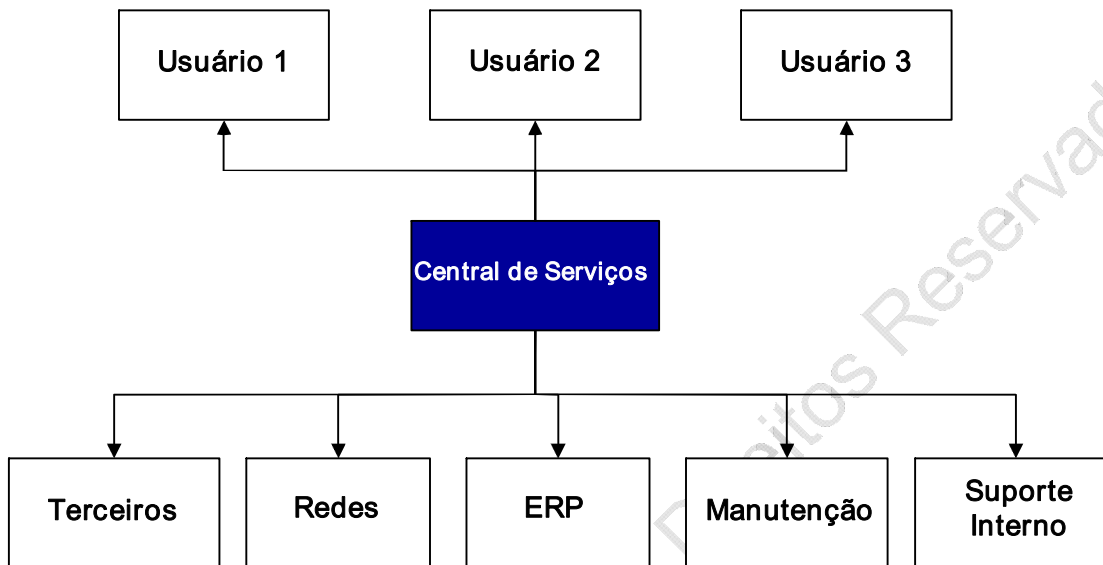 Usuário 1
Usuário 2
Usuário 3
Central de Serviços
Terceiros
Redes
ERP
Manutenção
Suporte
Interno